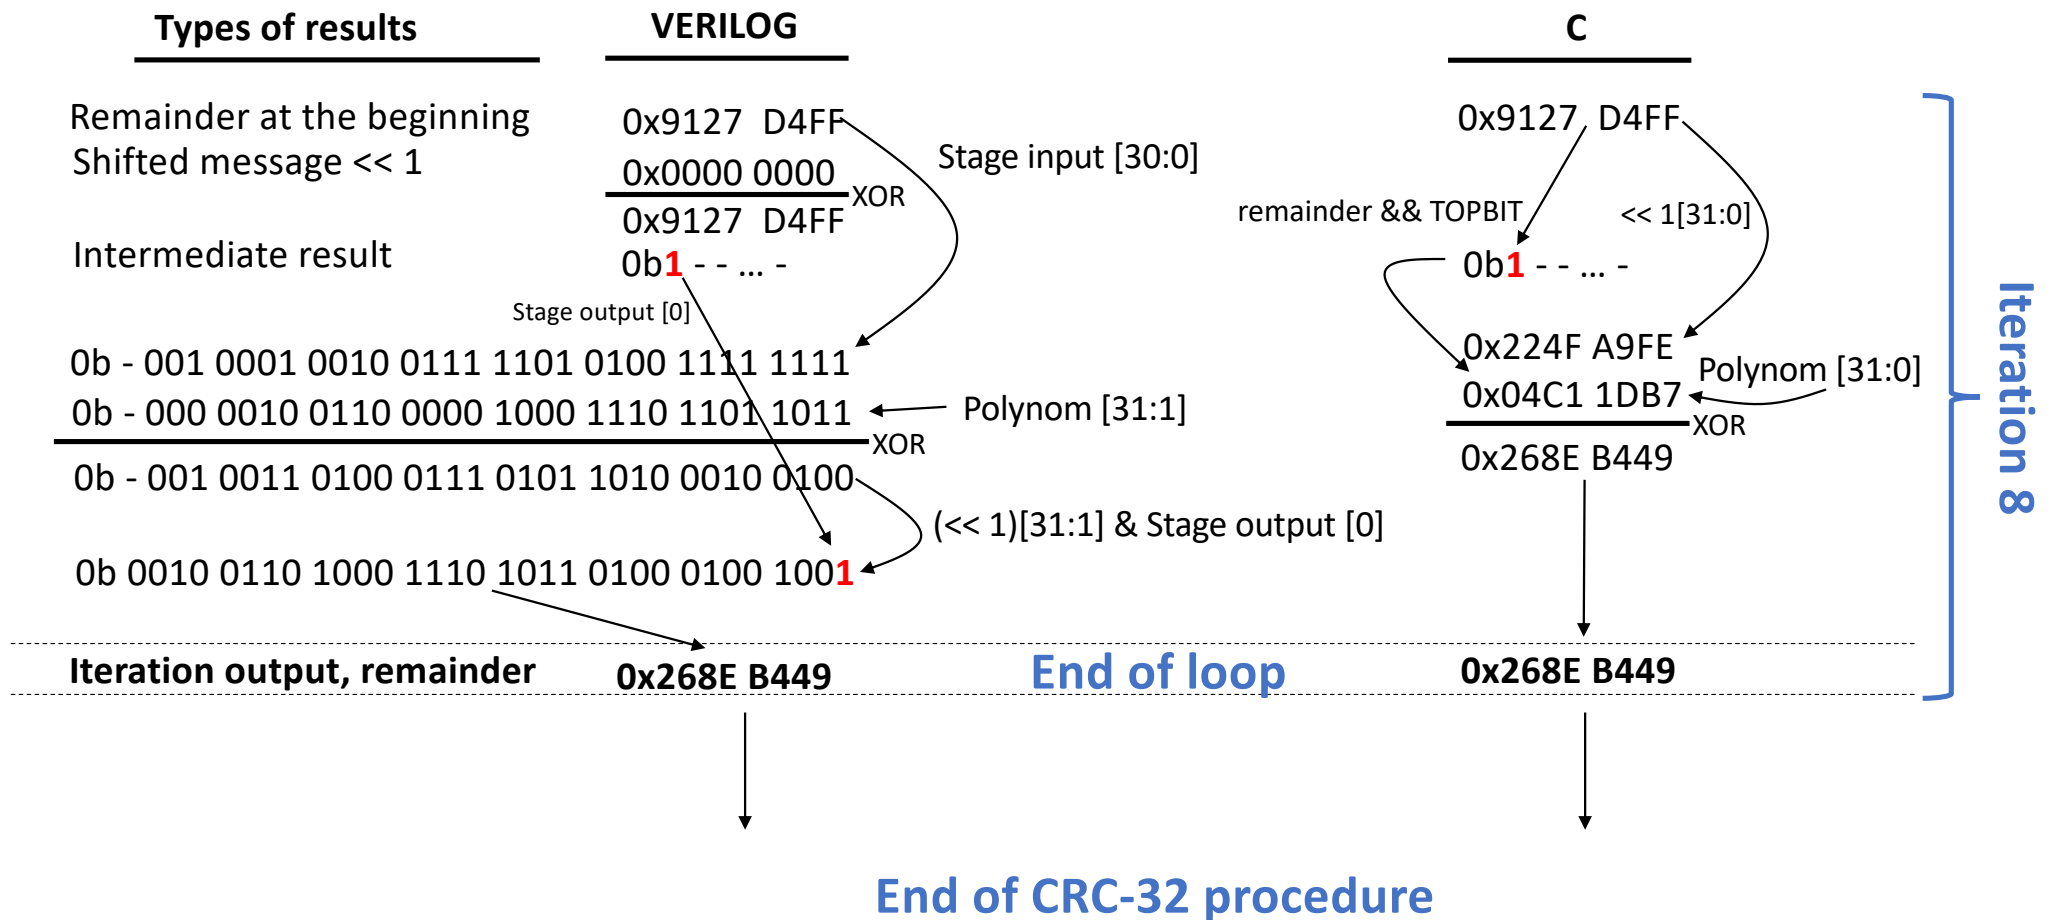 Types of results
VERILOG
C
Remainder at the beginning
0x9127 D4FF
0x9127 D4FF
Shifted message << 1
0x0000 0000
XOR
Stage input [30:0]
0x9127 D4FF
remainder && TOPBIT
<< 1[31:0]
Intermediate result
0b1 - - ... -
0b1 - - ... -
Stage output [0]
0b - 001 0001 0010 0111 1101 0100 1111 1111
0x224F A9FE
0b - 000 0010 0110 0000 1000 1110 1101 1011
Polynom [31:1]
0x04C1 1DB7
Polynom [31:0]
XOR
XOR
0b - 001 0011 0100 0111 0101 1010 0010 0100
0x268E B449
(<< 1)[31:1] & Stage output [0]
0b 0010 0110 1000 1110 1011 0100 0100 1001
Iteration output, remainder
0x268E B449
End of loop
0x268E B449
Iteration 8
End of CRC-32 procedure